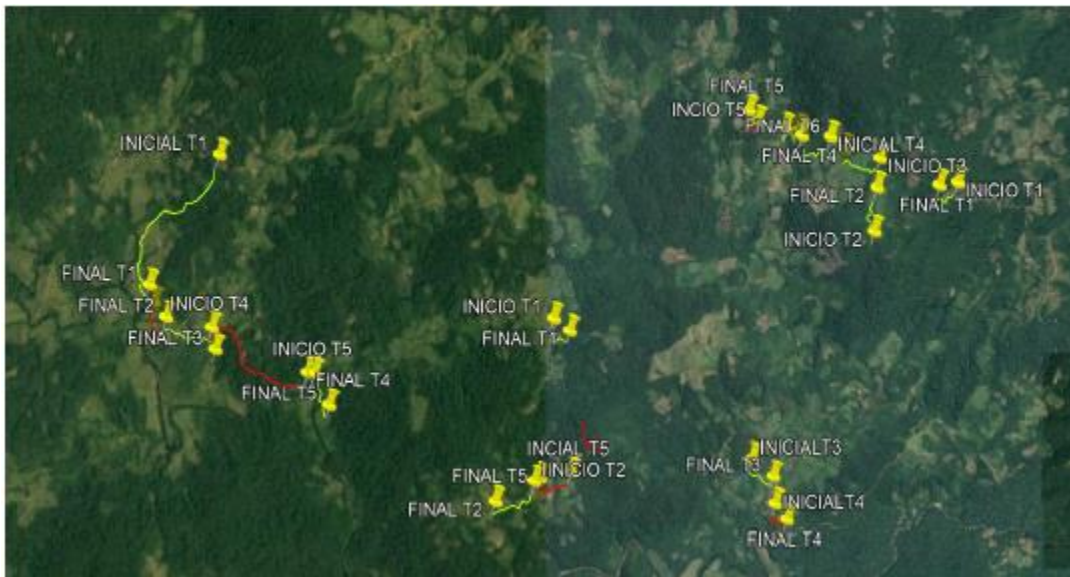 FINAL T5
INCIO T5
FINAL T6
INICIAL T1
INICIAL T4
FINAL T4
INICIO T3
FINAL T2
INICIO T1
FINAL T1
INICIO T2
FINAL T1
FINAL T2
INICIO T4
INICIO T1
FINAL T3
FINAL T1
INICIO T5
FINAL T4
FINAL T5
INCIAL T5
INICIALT3
FINAL T3
FINAL T5
INICIO T2
FINAL T2
INICIALT4
FINAL T4